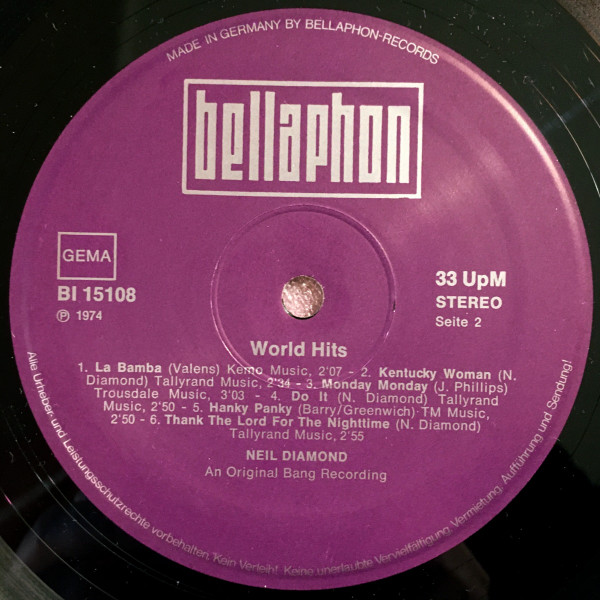 MADE IN GERMANY BY BELLAPHON-RECORDS
bellaphon
GEMA
BI 15108
℗ 1974
33 UpM
STEREO
Seite 2
World Hits
1. La Bamba (Valens) Kemo Music, 2'07 - 2. Kentucky Woman (N.
Diamond) Tallyrand Music, 2'34 - 3. Monday Monday (J. Phillips)
Trousdale Music, 3'03 - 4. Do It (N. Diamond) Tallyrand
Music, 2'50 - 5. Hanky Panky (Barry/Greenwich) TM Music,
2'50 - 6. Thank The Lord For The Nighttime (N. Diamond)
Tallyrand Music, 2'55
NEIL DIAMOND
An Original Bang Recording
Alle Urheber- und Leistungsschutzrechte vorbehalten. Kein Verleih! Keine unerlaubte Vervielfältigung, Vermietung, Aufführung und Sendung!